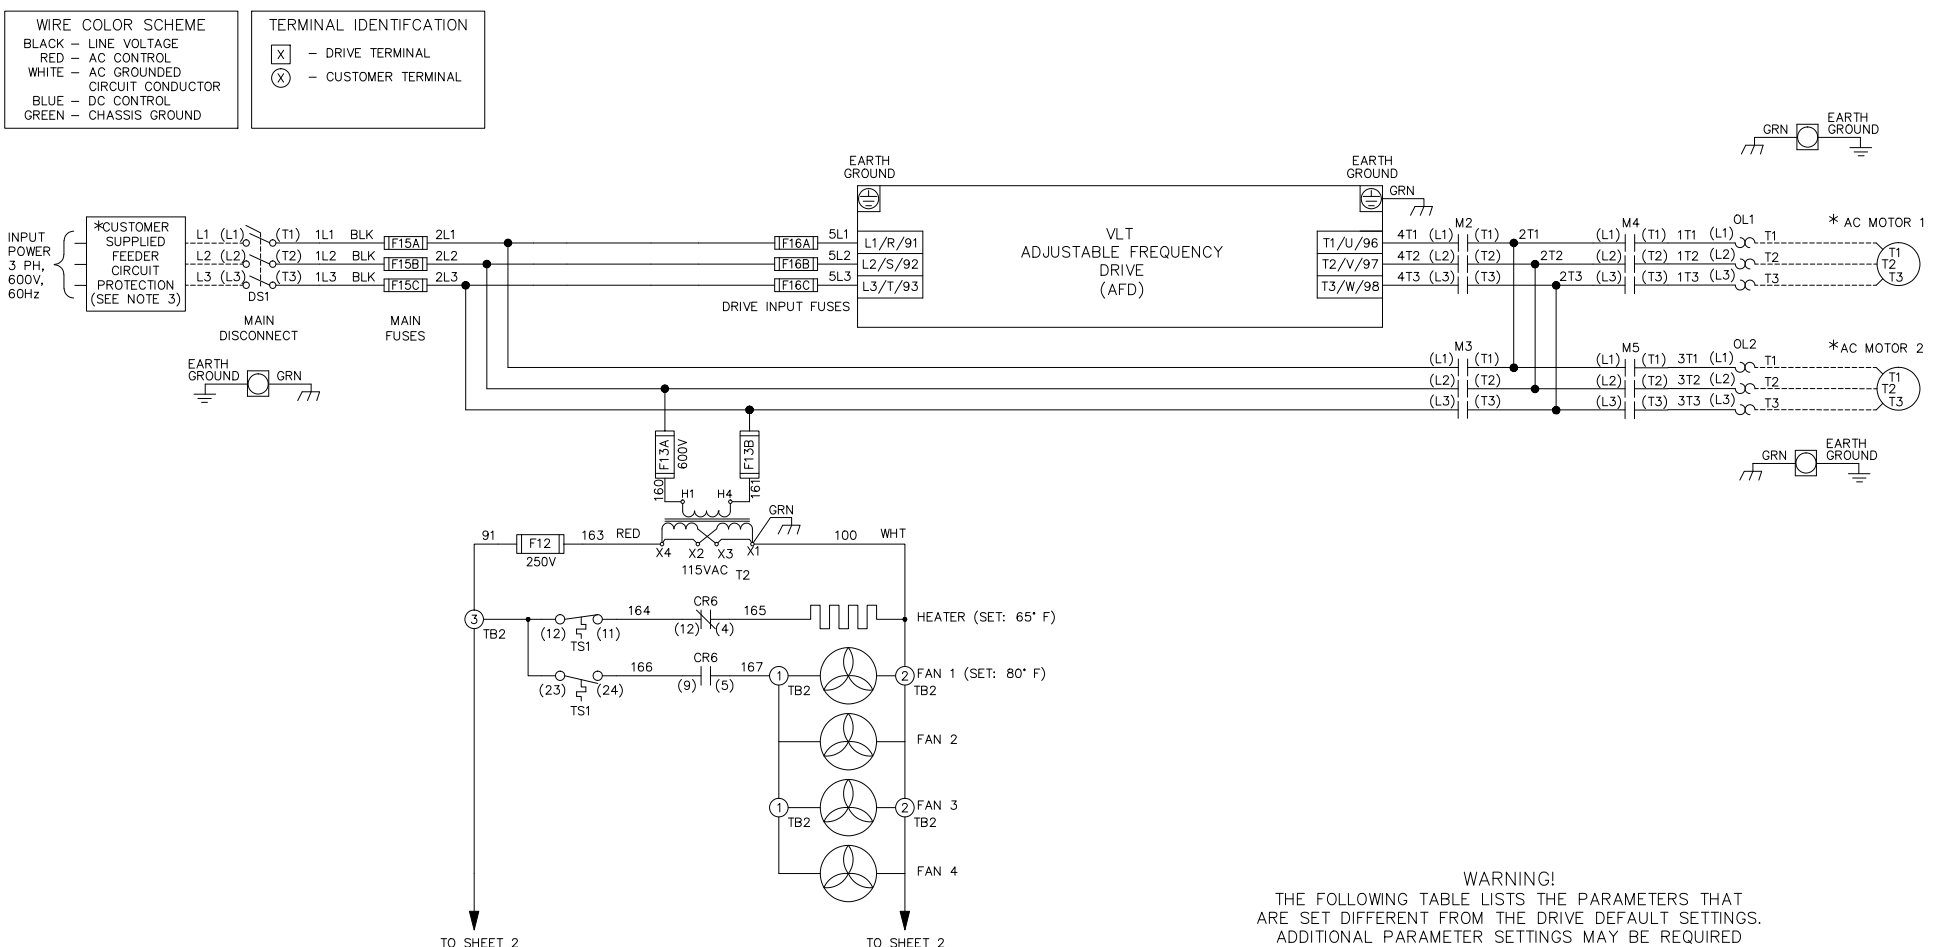 WIRE COLOR SCHEME
BLACK – LINE VOLTAGE
RED – AC CONTROL
WHITE – AC GROUNDED
CIRCUIT CONDUCTOR
BLUE – DC CONTROL
GREEN – CHASSIS GROUND
TERMINAL IDENTIFCATION
X – DRIVE TERMINAL
X – CUSTOMER TERMINAL
INPUT
POWER
3 PH,
600V,
60Hz
*CUSTOMER
SUPPLIED
FEEDER
CIRCUIT
PROTECTION
(SEE NOTE 3)
L1 (L1) (T1) 1L1 BLK F15A 2L1
L2 (L2) (T2) 1L2 BLK F15B 2L2
L3 (L3) (T3) 1L3 BLK F15C 2L3
DS1
MAIN
DISCONNECT
MAIN
FUSES
EARTH
GROUND
GRN
F16A 5L1 L1/R/91
F16B 5L2 L2/S/92
F16C 5L3 L3/T/93
DRIVE INPUT FUSES
EARTH
GROUND
VLT
ADJUSTABLE FREQUENCY
DRIVE
(AFD)
EARTH
GROUND
GRN
M2 M4 OL1
T1/U/96 4T1 (L1) (T1) 2T1 (L1) (T1) 1T1 (L1) T1
T2/V/97 4T2 (L2) (T2) 2T2 (L2) (T2) 1T2 (L2) T2
T3/W/98 4T3 (L3) (T3) 2T3 (L3) (T3) 1T3 (L3) T3
* AC MOTOR 1
T1
T2
T3
GRN
EARTH
GROUND
M3 M5 OL2
(L1) (T1) (L1) (T1) 3T1 (L1) T1
(L2) (T2) (L2) (T2) 3T2 (L2) T2
(L3) (T3) (L3) (T3) 3T3 (L3) T3
*AC MOTOR 2
T1
T2
T3
GRN
EARTH
GROUND
F13A
600V
F13B
160
H1 H4
161
GRN
91 F12 163 RED
250V
X4 X2 X3 X1
115VAC T2
100 WHT
3 TB2
(12) (11) 164 CR6 (12) (4) 165
TS1
HEATER (SET: 65° F)
(23) (24) 166 CR6 (9) (5) 167
TS1
1 TB2
2 TB2
FAN 1 (SET: 80° F)
FAN 2
1 TB2
2 TB2
FAN 3
FAN 4
TO SHEET 2
TO SHEET 2
WARNING!
THE FOLLOWING TABLE LISTS THE PARAMETERS THAT
ARE SET DIFFERENT FROM THE DRIVE DEFAULT SETTINGS.
ADDITIONAL PARAMETER SETTINGS MAY BE REQUIRED